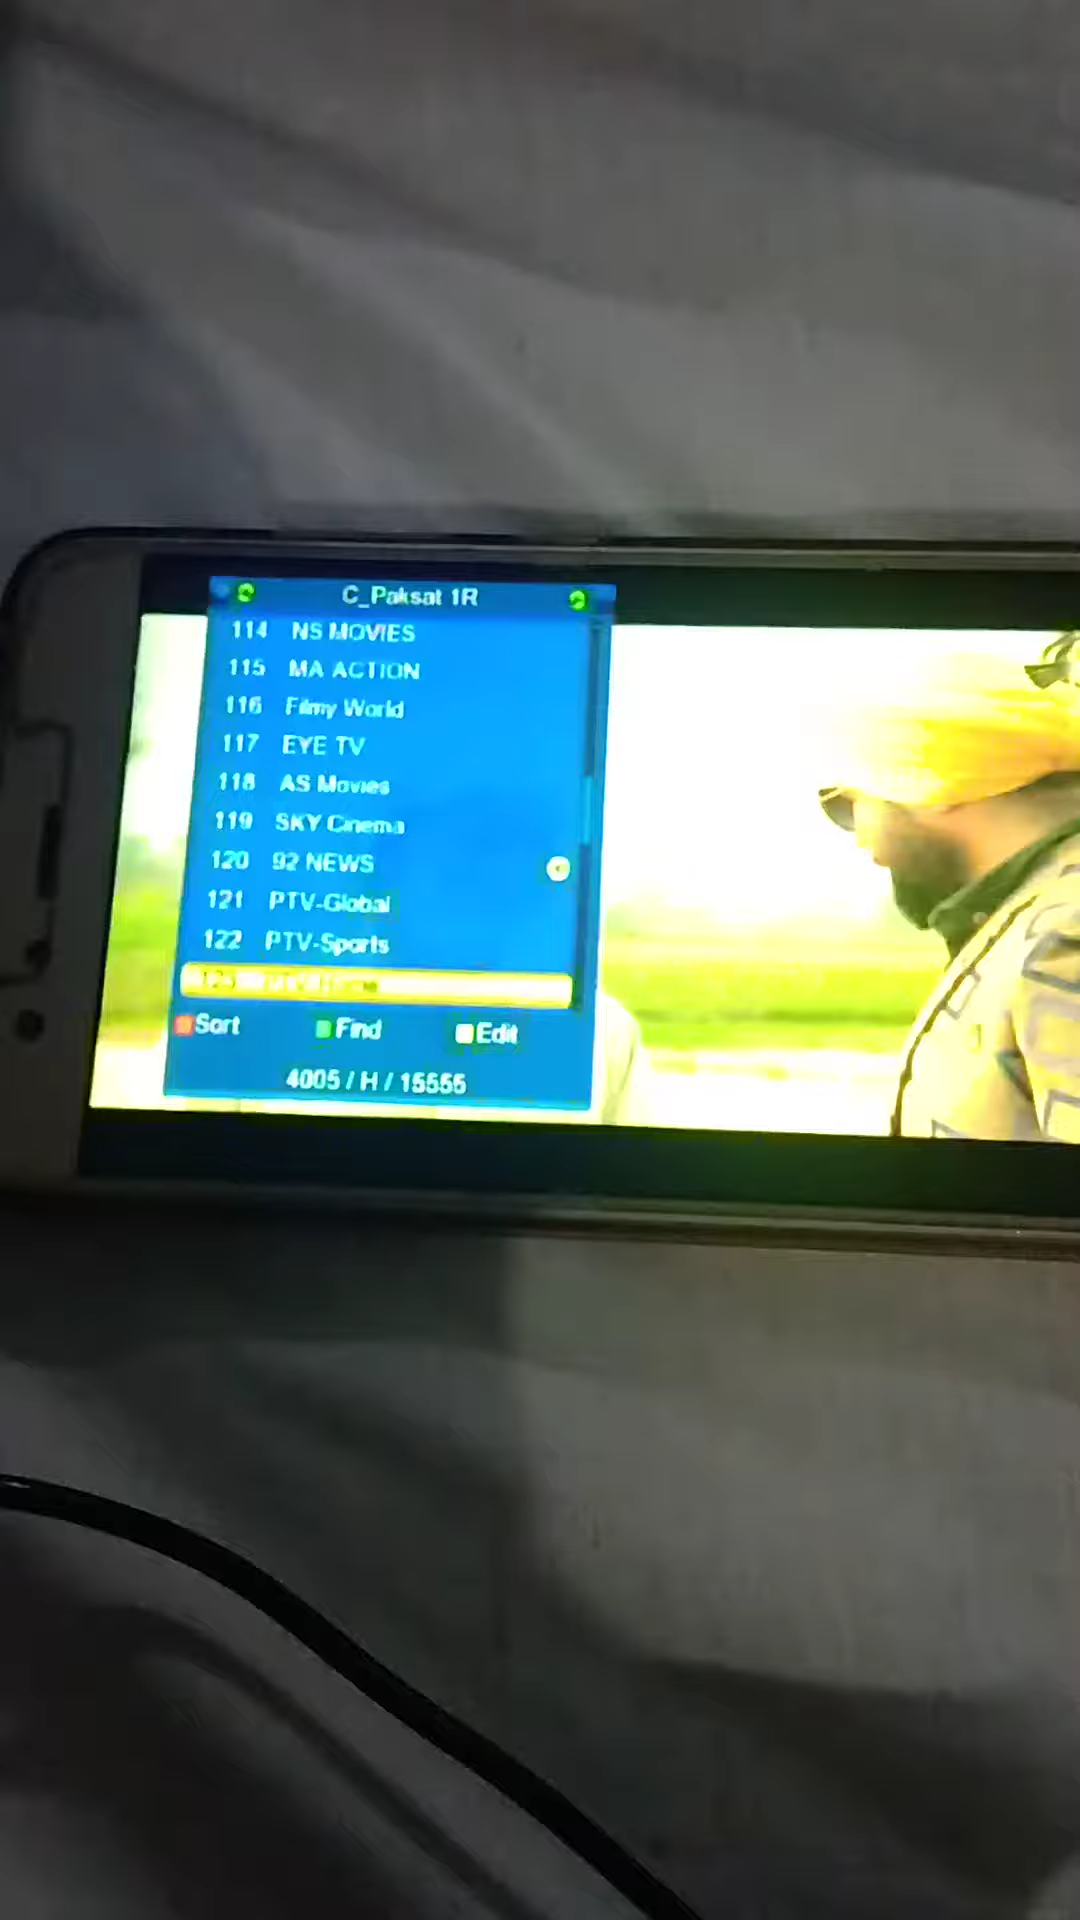 C_Paksat 1R
114 NS MOVIES
115 MA ACTION
116 Filmy World
117 EYE TV
118 AS Movies
119 SKY Cinema
120 92 NEWS
121 PTV-Global
122 PTV-Sports
Sort Find Edit
4005 / H / 15555